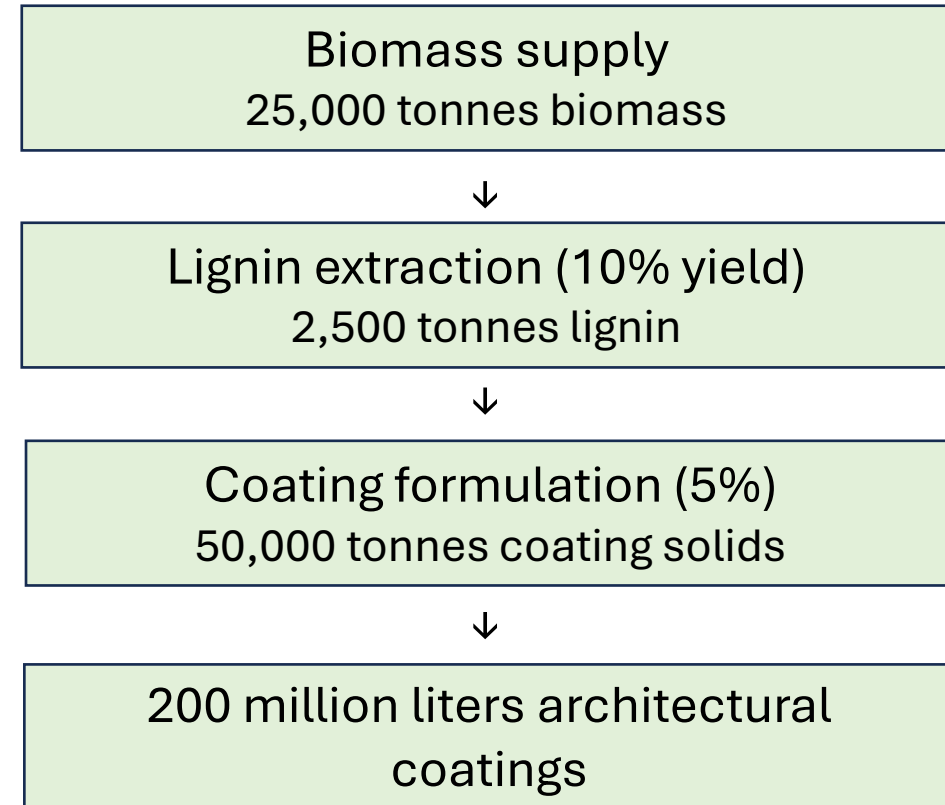 Biomass supply
25,000 tonnes biomass
↓
Lignin extraction (10% yield)
2,500 tonnes lignin
↓
Coating formulation (5%)
50,000 tonnes coating solids
↓
200 million liters architectural
coatings